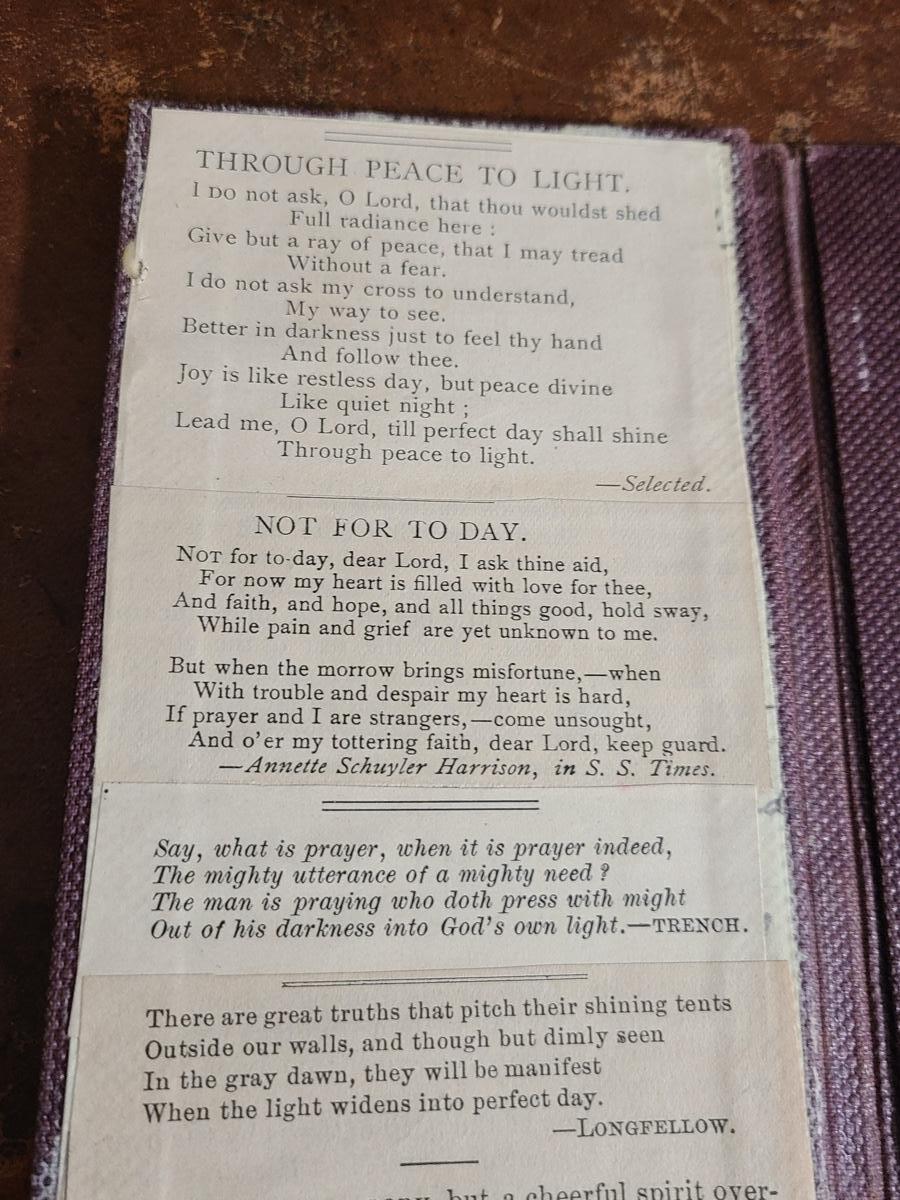 THROUGH PEACE TO LIGHT.
I DO not ask, O Lord, that thou wouldst shed
Full radiance here :
Give but a ray of peace, that I may tread
Without a fear.
I do not ask my cross to understand,
My way to see.
Better in darkness just to feel thy hand
And follow thee.
Joy is like restless day, but peace divine
Like quiet night ;
Lead me, O Lord, till perfect day shall shine
Through peace to light.
—Selected.
NOT FOR TO DAY.
NOT for to-day, dear Lord, I ask thine aid,
For now my heart is filled with love for thee,
And faith, and hope, and all things good, hold sway,
While pain and grief are yet unknown to me.
But when the morrow brings misfortune,—when
With trouble and despair my heart is hard,
If prayer and I are strangers,—come unsought,
And o'er my tottering faith, dear Lord, keep guard.
—Annette Schuyler Harrison, in S. S. Times.
Say, what is prayer, when it is prayer indeed,
The mighty utterance of a mighty need ?
The man is praying who doth press with might
Out of his darkness into God's own light.—TRENCH.
There are great truths that pitch their shining tents
Outside our walls, and though but dimly seen
In the gray dawn, they will be manifest
When the light widens into perfect day.
—LONGFELLOW.
but a cheerful spirit over-